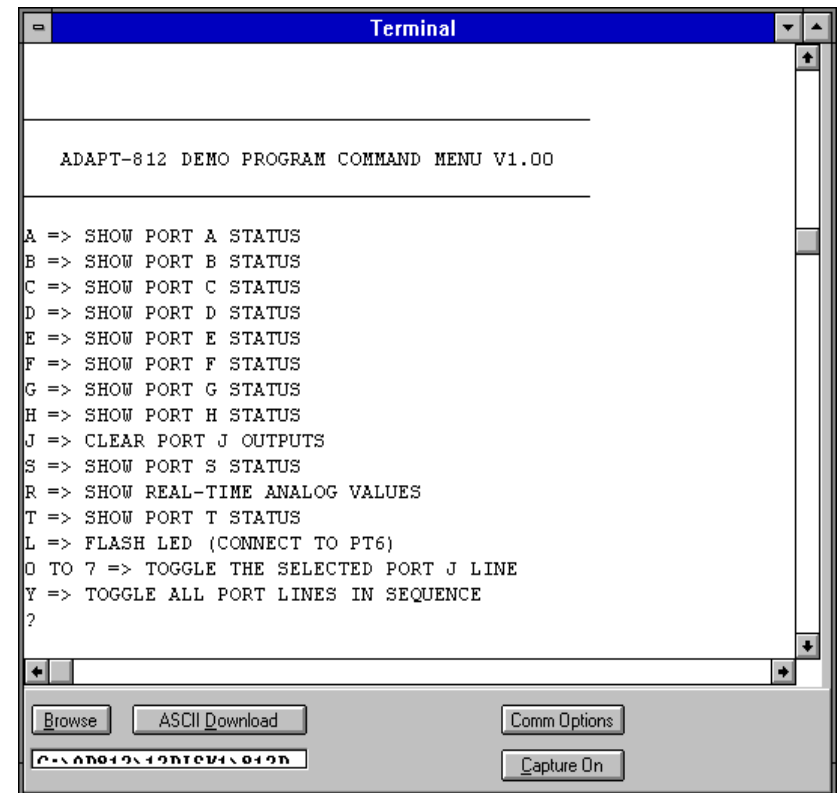 Terminal
ADAPT-812 DEMO PROGRAM COMMAND MENU V1.00
A => SHOW PORT A STATUS
B => SHOW PORT B STATUS
C => SHOW PORT C STATUS
D => SHOW PORT D STATUS
E => SHOW PORT E STATUS
F => SHOW PORT F STATUS
G => SHOW PORT G STATUS
H => SHOW PORT H STATUS
J => CLEAR PORT J OUTPUTS
S => SHOW PORT S STATUS
R => SHOW REAL-TIME ANALOG VALUES
T => SHOW PORT T STATUS
L => FLASH LED (CONNECT TO PT6)
0 TO 7 => TOGGLE THE SELECTED PORT J LINE
Y => TOGGLE ALL PORT LINES IN SEQUENCE
?
Browse ASCII Download Comm Options
Capture On